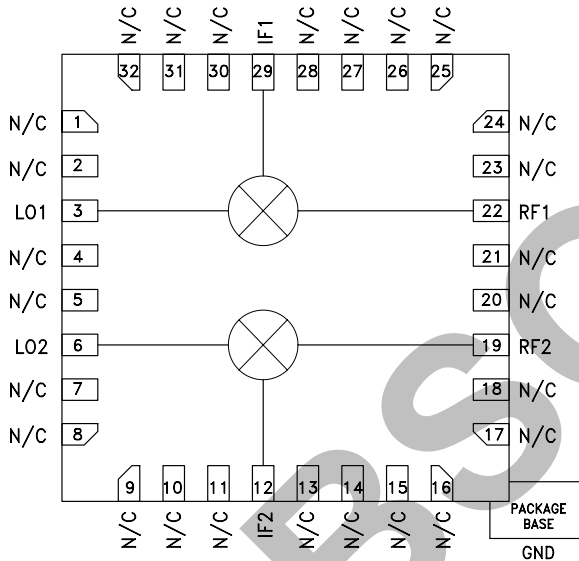 N/C N/C N/C IF1 N/C N/C N/C N/C
32 31 30 29 28 27 26 25
N/C 1 24 N/C
N/C 2 23 N/C
LO1 3 22 RF1
N/C 4 21 N/C
N/C 5 20 N/C
LO2 6 19 RF2
N/C 7 18 N/C
N/C 8 17 N/C
9 10 11 12 13 14 15 16
N/C N/C N/C IF2 N/C N/C N/C N/C
PACKAGE
BASE
GND
BSO